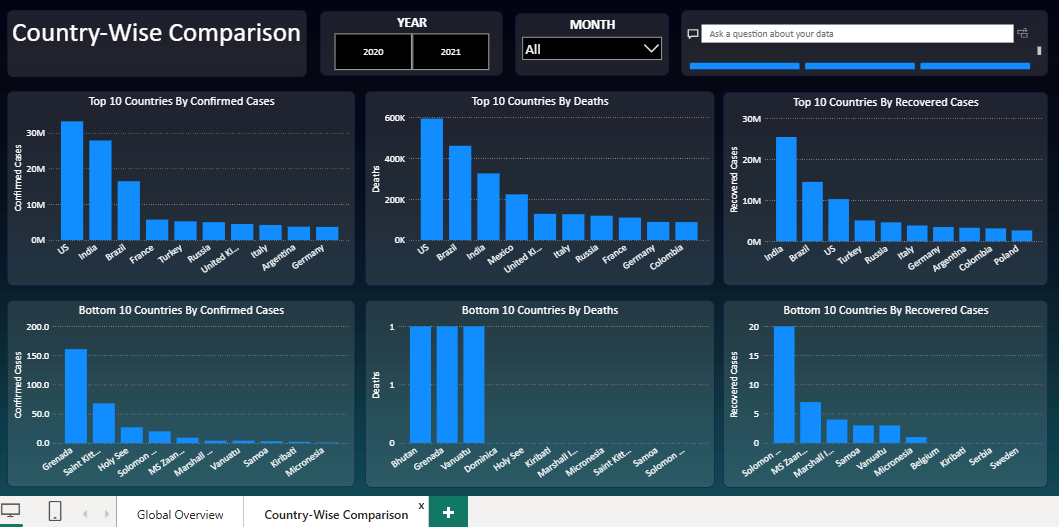 Country-Wise Comparison
YEAR
2020
2021
MONTH
All
Ask a question about your data
Top 10 Countries By Confirmed Cases
Confirmed Cases
30M
20M
10M
0M
US
India
Brazil
France
Turkey
Russia
United Ki...
Italy
Argentina
Germany
Top 10 Countries By Deaths
Deaths
600K
400K
200K
0K
US
Brazil
India
Mexico
United Ki...
Italy
Russia
France
Germany
Colombia
Top 10 Countries By Recovered Cases
Recovered Cases
30M
20M
10M
0M
India
Brazil
US
Turkey
Russia
Italy
Germany
Argentina
Colombia
Poland
Bottom 10 Countries By Confirmed Cases
Confirmed Cases
200.0
150.0
100.0
50.0
0.0
Grenada
Saint Kitt...
Holy See
Solomon ...
MS Zaan...
Marshall ...
Vanuatu
Samoa
Kiribati
Micronesia
Bottom 10 Countries By Deaths
Deaths
1
1
0
Bhutan
Grenada
Vanuatu
Dominica
Holy See
Kiribati
Marshall I...
Micronesia
Saint Kitt...
Samoa
Solomon ...
Bottom 10 Countries By Recovered Cases
Recovered Cases
20
15
10
5
0
Solomon ...
MS Zaan...
Marshall I...
Samoa
Vanuatu
Micronesia
Belgium
Kiribati
Serbia
Sweden
Global Overview
Country-Wise Comparison
x
+